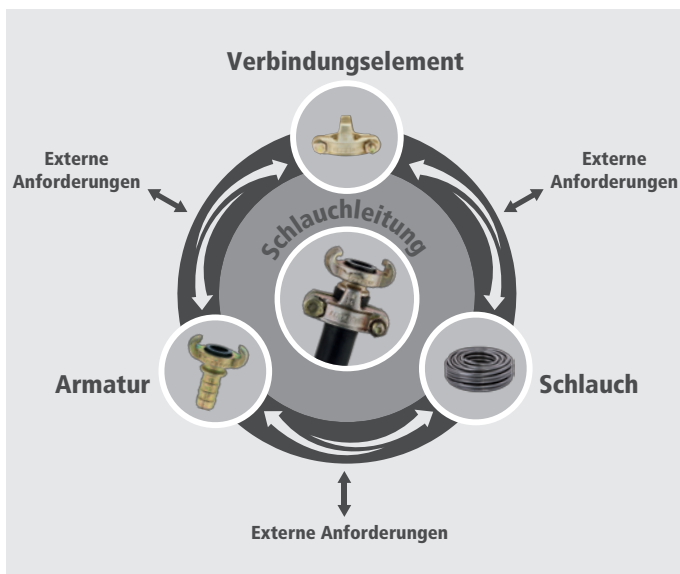 Verbindungselement
Externe
Anforderungen
Externe
Anforderungen
Schlauchleitung
Armatur
Schlauch
Externe Anforderungen